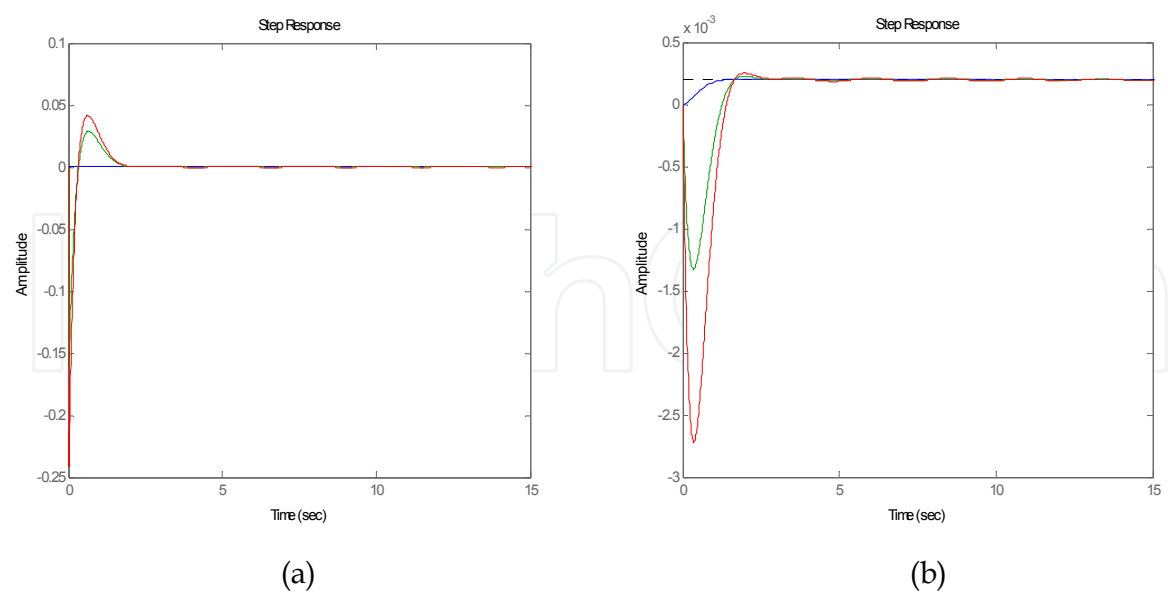 Step Response
0.1
0.05
0
-0.05
-0.1
-0.15
-0.2
-0.25
Amplitude
0 5 10 15
Time (sec)
(a)
x 10-3
Step Response
0.5
0
-0.5
-1
-1.5
-2
-2.5
-3
Amplitude
0 5 10 15
Time (sec)
(b)